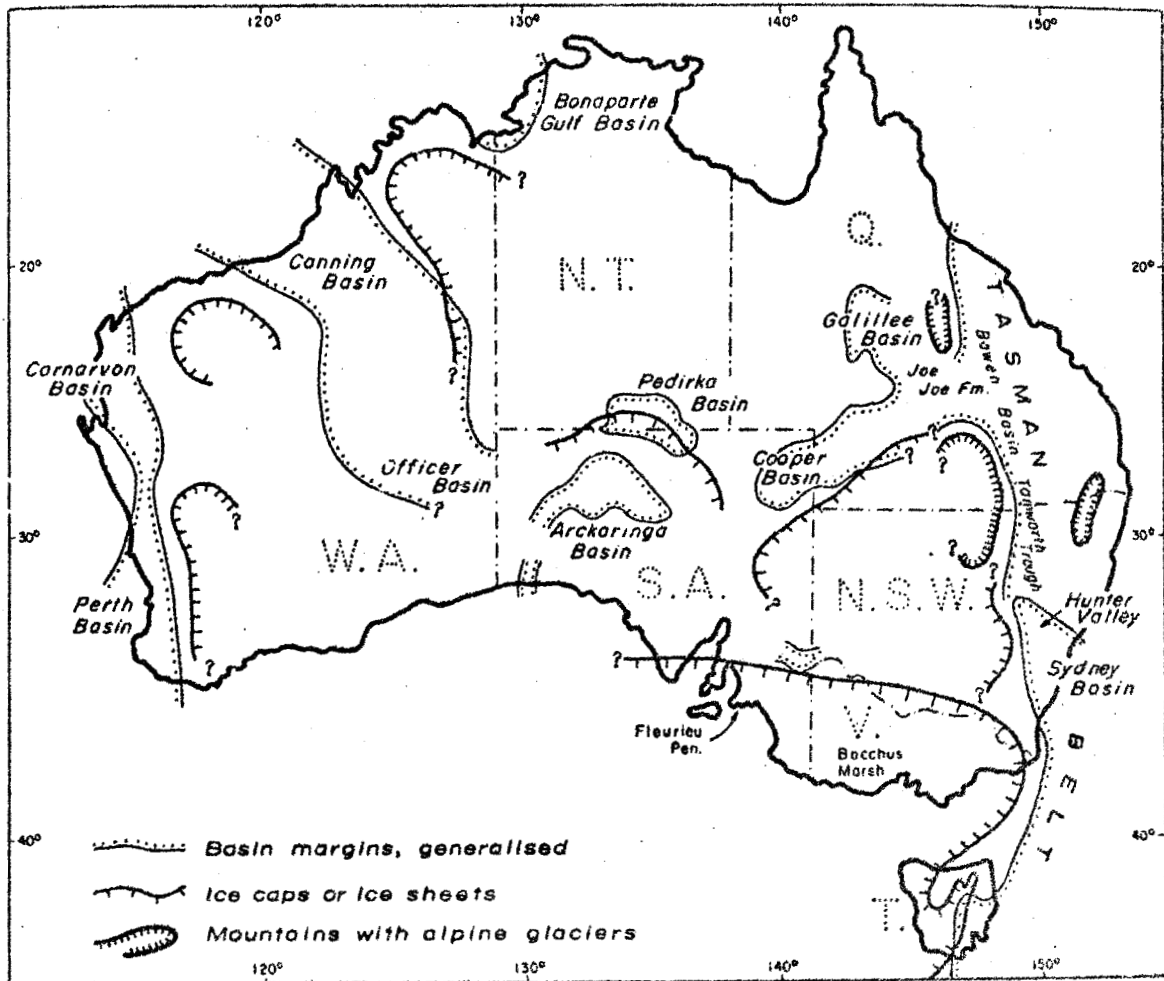 120°
130°
140°
150°
Bonaparte
Gulf Basin
?
Q.
20°
Canning
Basin
N.T.
20°
?
Galillee
Basin
TASMAN BELT
Bowen Basin
Carnarvon
Basin
?
Pedirka
Basin
Joe
Joe Fm.
Officer
Basin
?
Cooper
Basin
?
?
?
?
Tamworth
Trough
30°
Arckaringa
Basin
30°
W.A.
S.A.
N.S.W.
?
?
?
Perth
Basin
Hunter
Valley
?
?
?
Sydney
Basin
Fleurieu
Pen.
V.
Bacchus
Marsh
40°
40°
Basin margins, generalised
Ice caps or Ice sheets
T.
Mountains with alpine glaciers
120°
130°
140°
150°